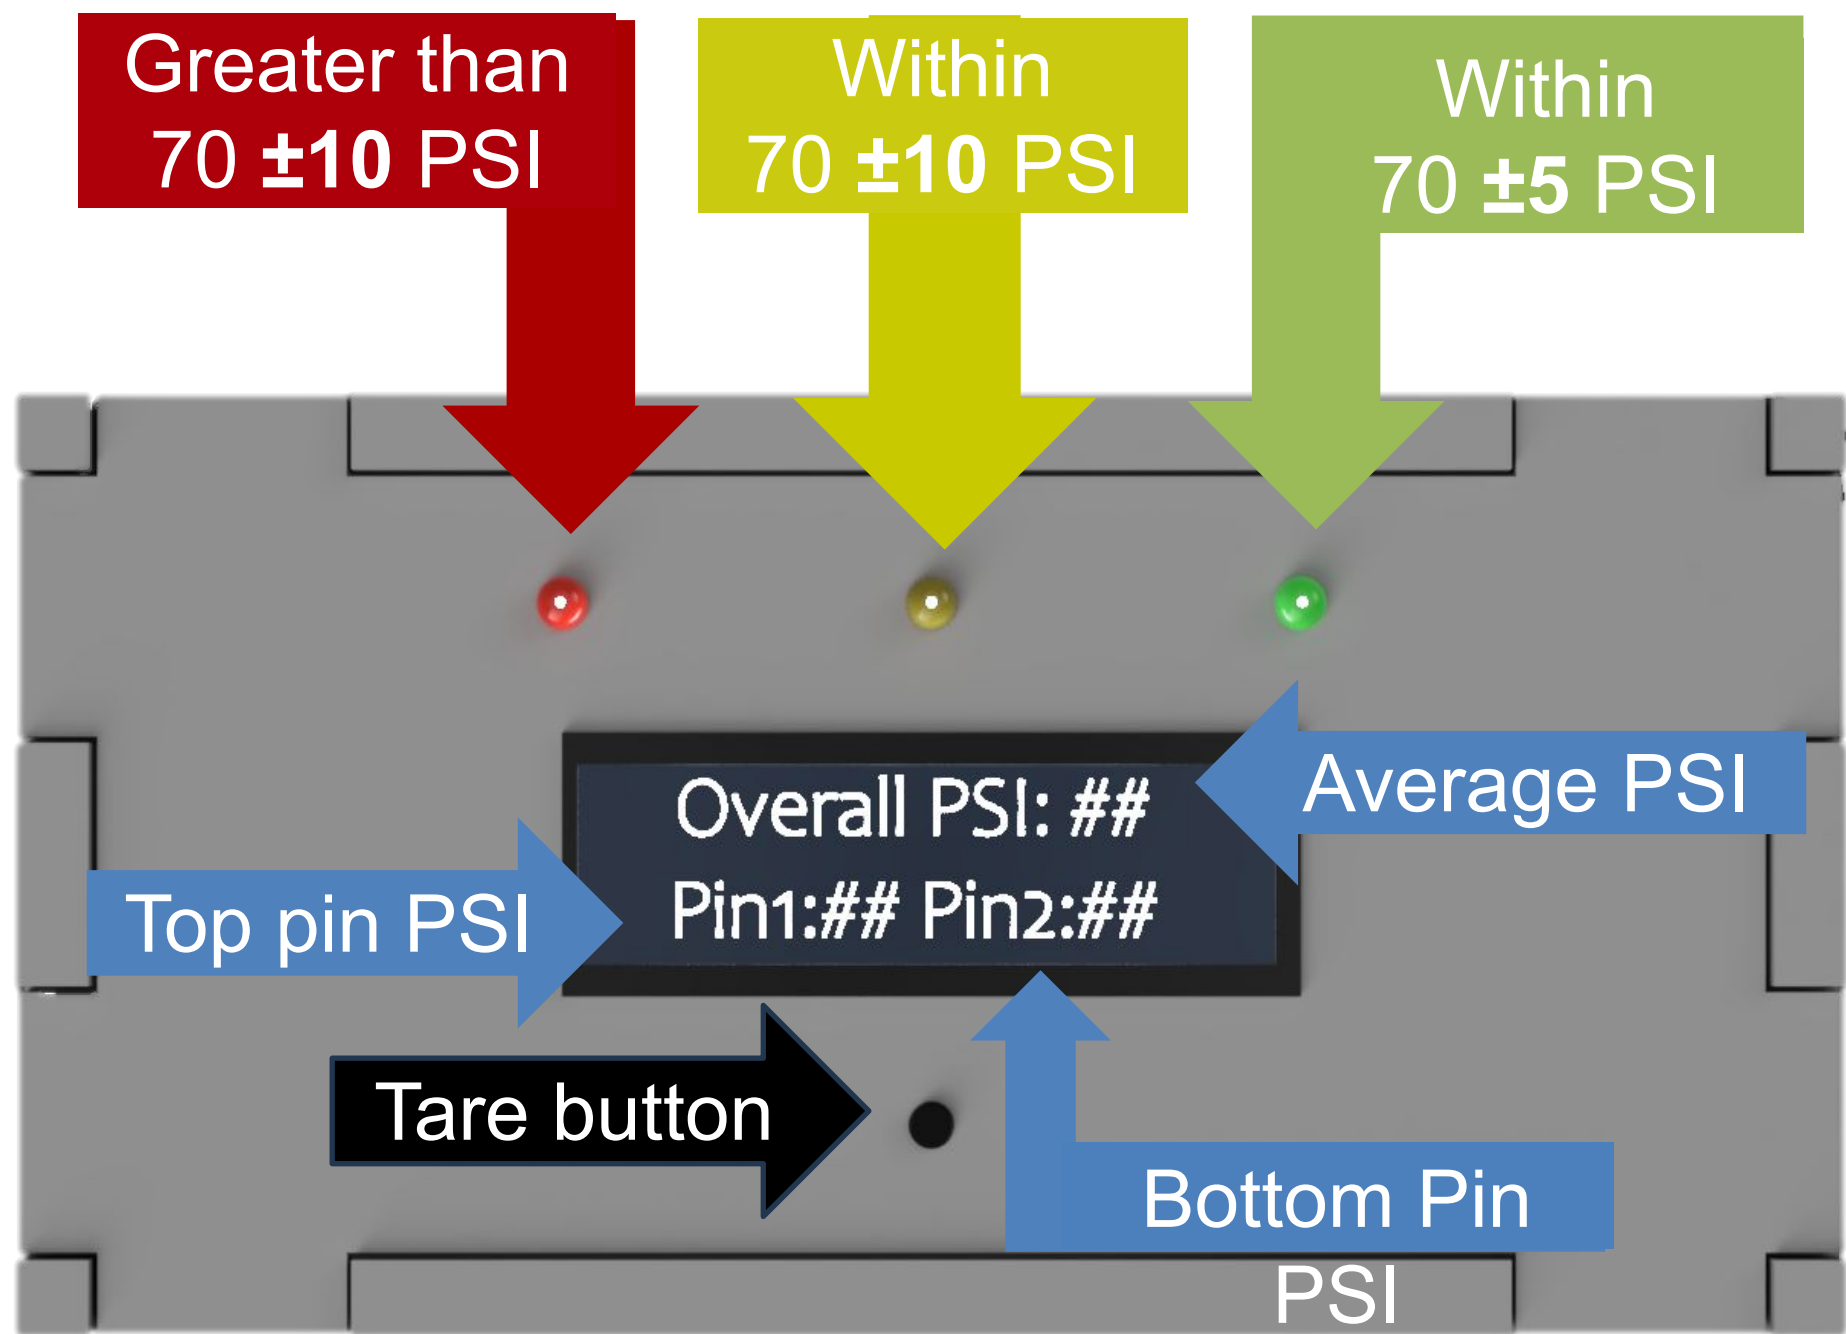 Greater than
70 ±10 PSI
Within
70 ±10 PSI
Within
70 ±5 PSI
Overall PSI: ##
Average PSI
Top pin PSI
Pin1:## Pin2:##
Tare button
Bottom Pin
PSI